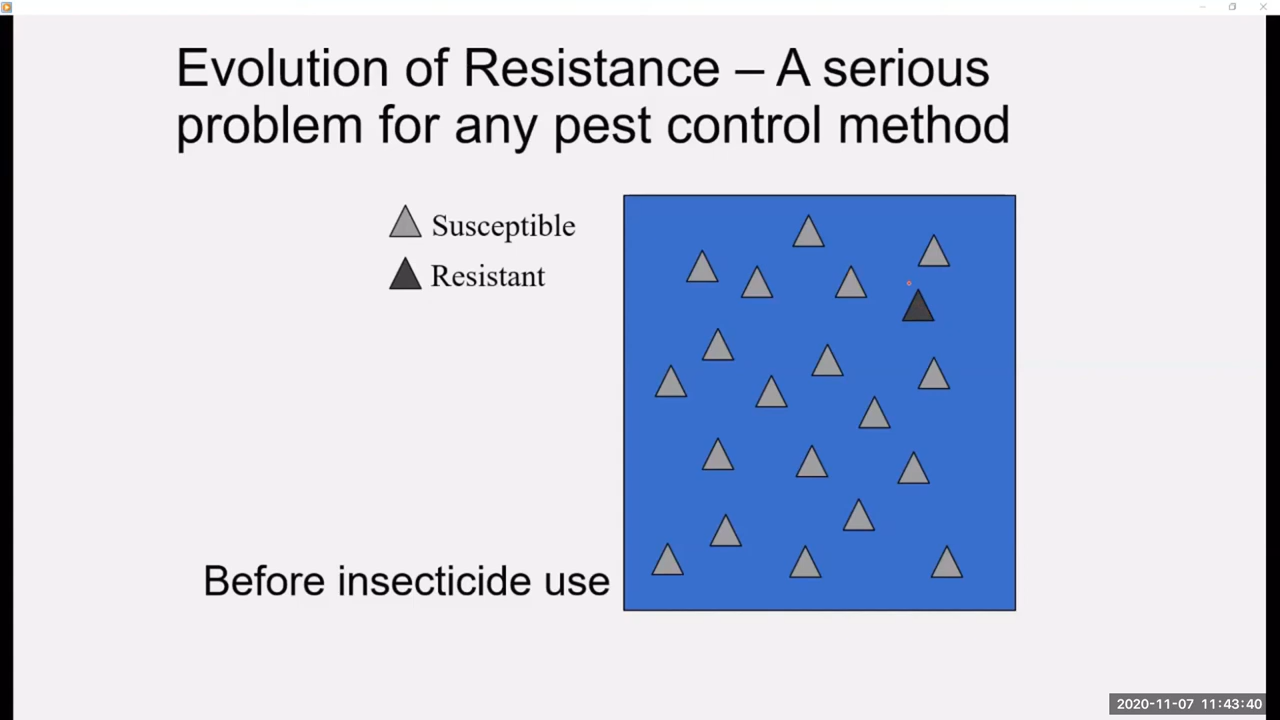 Evolution of Resistance – A serious
problem for any pest control method
Susceptible
Resistant
Before insecticide use
2020-11-07 11:43:40